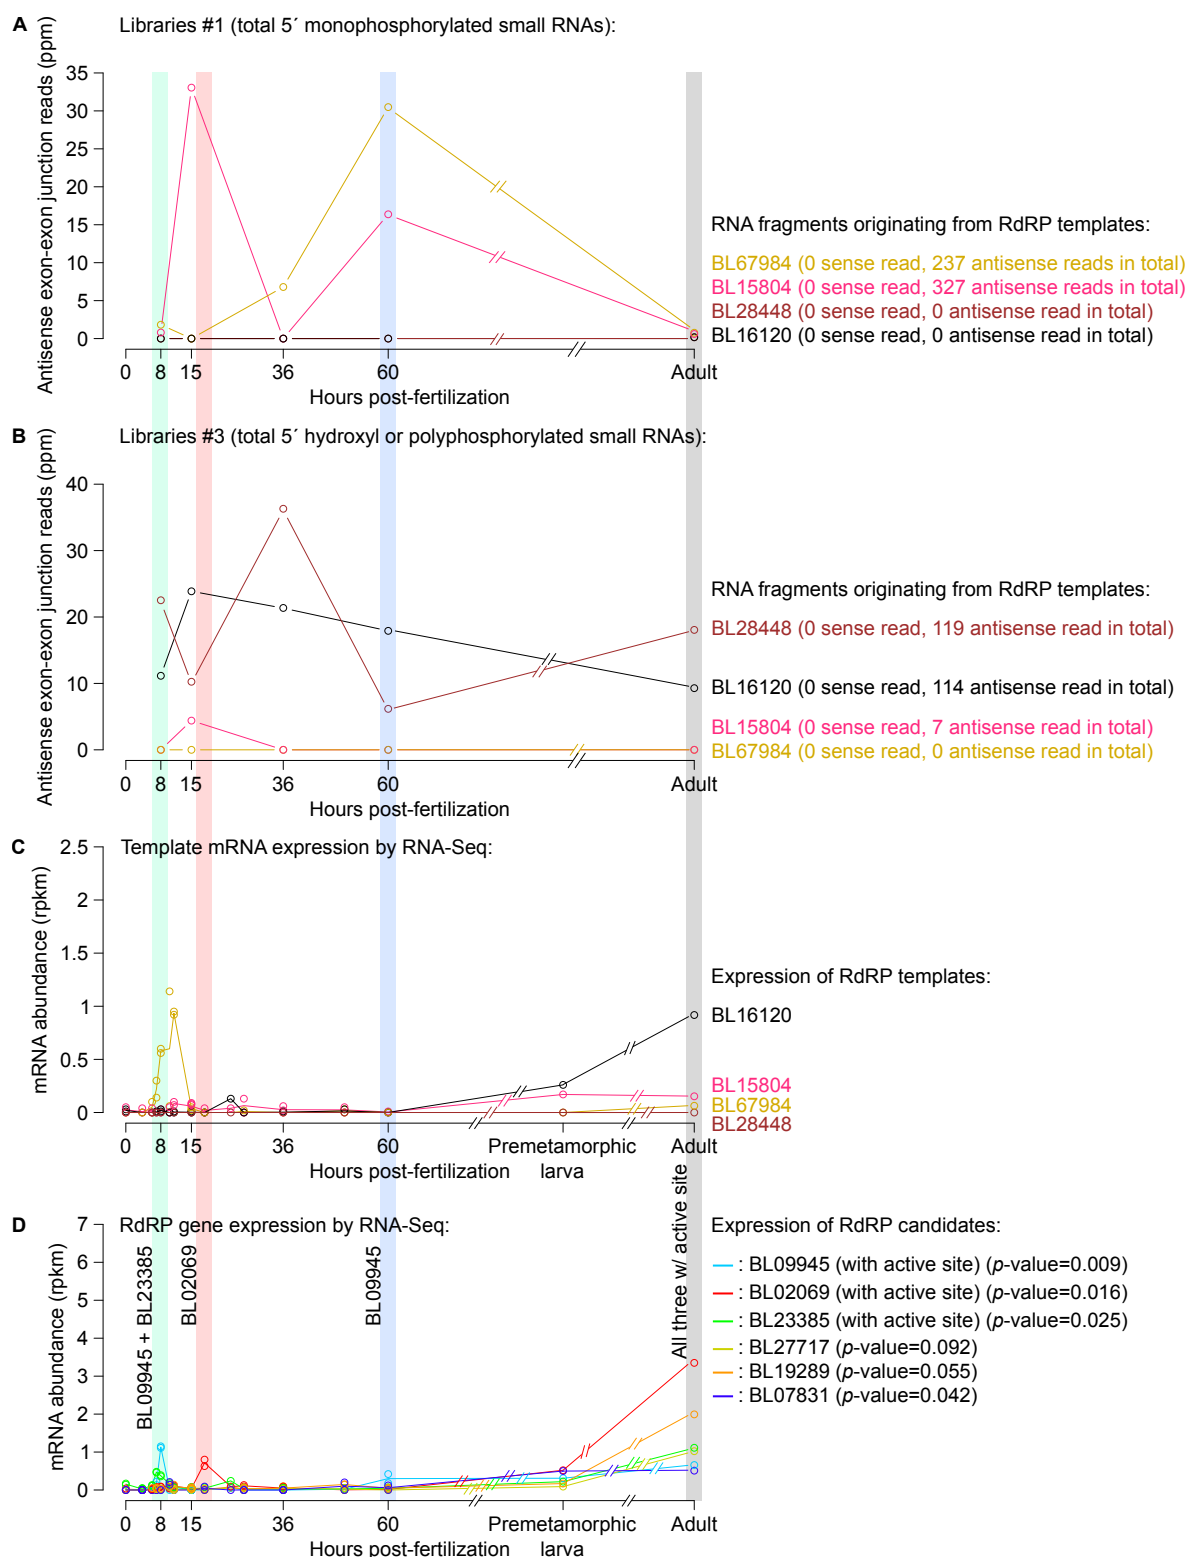 A
Libraries #1 (total 5´ monophosphorylated small RNAs):
Antisense exon-exon junction reads (ppm)
35
30
25
20
15
10
5
0
0 8 15 36 60 Adult
Hours post-fertilization
RNA fragments originating from RdRP templates:
BL67984 (0 sense read, 237 antisense reads in total)
BL15804 (0 sense read, 327 antisense reads in total)
BL28448 (0 sense read, 0 antisense read in total)
BL16120 (0 sense read, 0 antisense read in total)
B
Libraries #3 (total 5´ hydroxyl or polyphosphorylated small RNAs):
Antisense exon-exon junction reads (ppm)
40
30
20
10
0
0 8 15 36 60 Adult
Hours post-fertilization
RNA fragments originating from RdRP templates:
BL28448 (0 sense read, 119 antisense read in total)
BL16120 (0 sense read, 114 antisense read in total)
BL15804 (0 sense read, 7 antisense read in total)
BL67984 (0 sense read, 0 antisense read in total)
C
Template mRNA expression by RNA-Seq:
mRNA abundance (rpkm)
2.5
2
1.5
1
0.5
0
0 8 15 36 60 Premetamorphic larva Adult
Hours post-fertilization
Expression of RdRP templates:
BL16120
BL15804
BL67984
BL28448
D
RdRP gene expression by RNA-Seq:
mRNA abundance (rpkm)
7
6
5
4
3
2
1
0
BL09945 + BL23385
BL02069
BL09945
All three w/ active site
0 8 15 36 60 Premetamorphic larva Adult
Hours post-fertilization
Expression of RdRP candidates:
: BL09945 (with active site) (p-value=0.009)
: BL02069 (with active site) (p-value=0.016)
: BL23385 (with active site) (p-value=0.025)
: BL27717 (p-value=0.092)
: BL19289 (p-value=0.055)
: BL07831 (p-value=0.042)